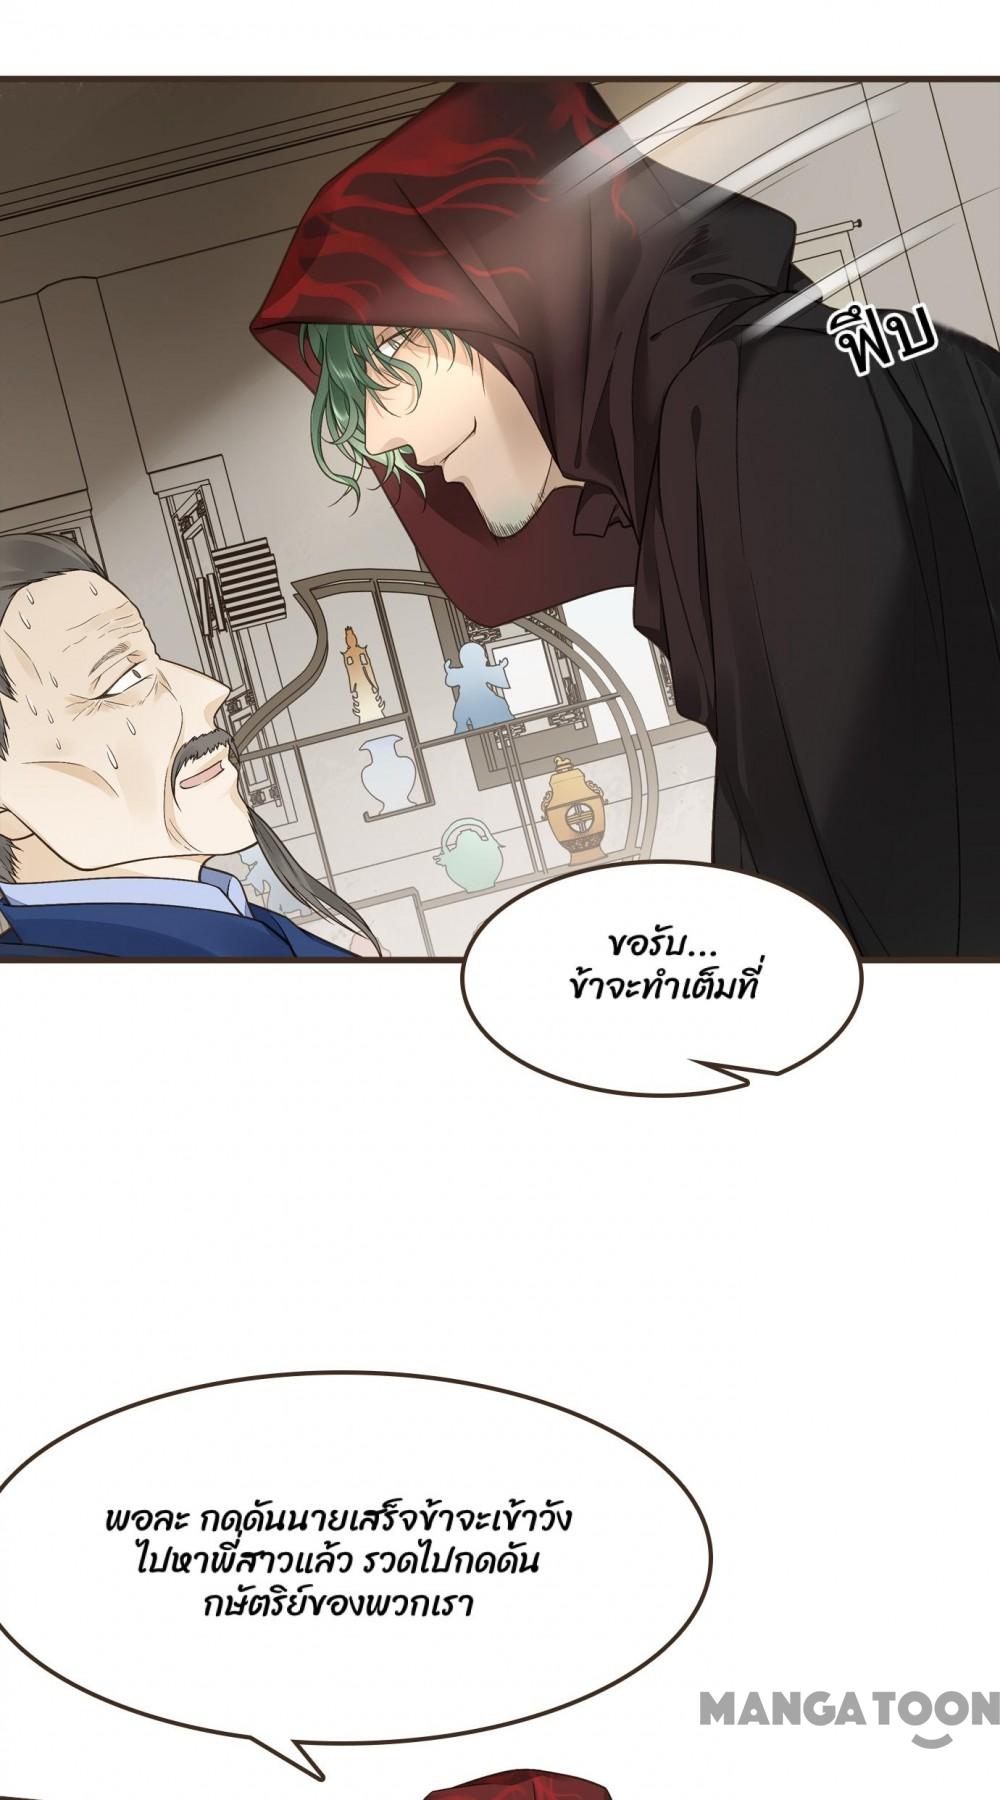 ฟึบ
ขอรับ...
ข้าจะทำเต็มที่
พอละ กดดันนายเสร็จข้าจะเข้าวัง
ไปหาพี่สาวแล้ว รวดไปกดดัน
กษัตริย์ของพวกเรา
MANGATOON